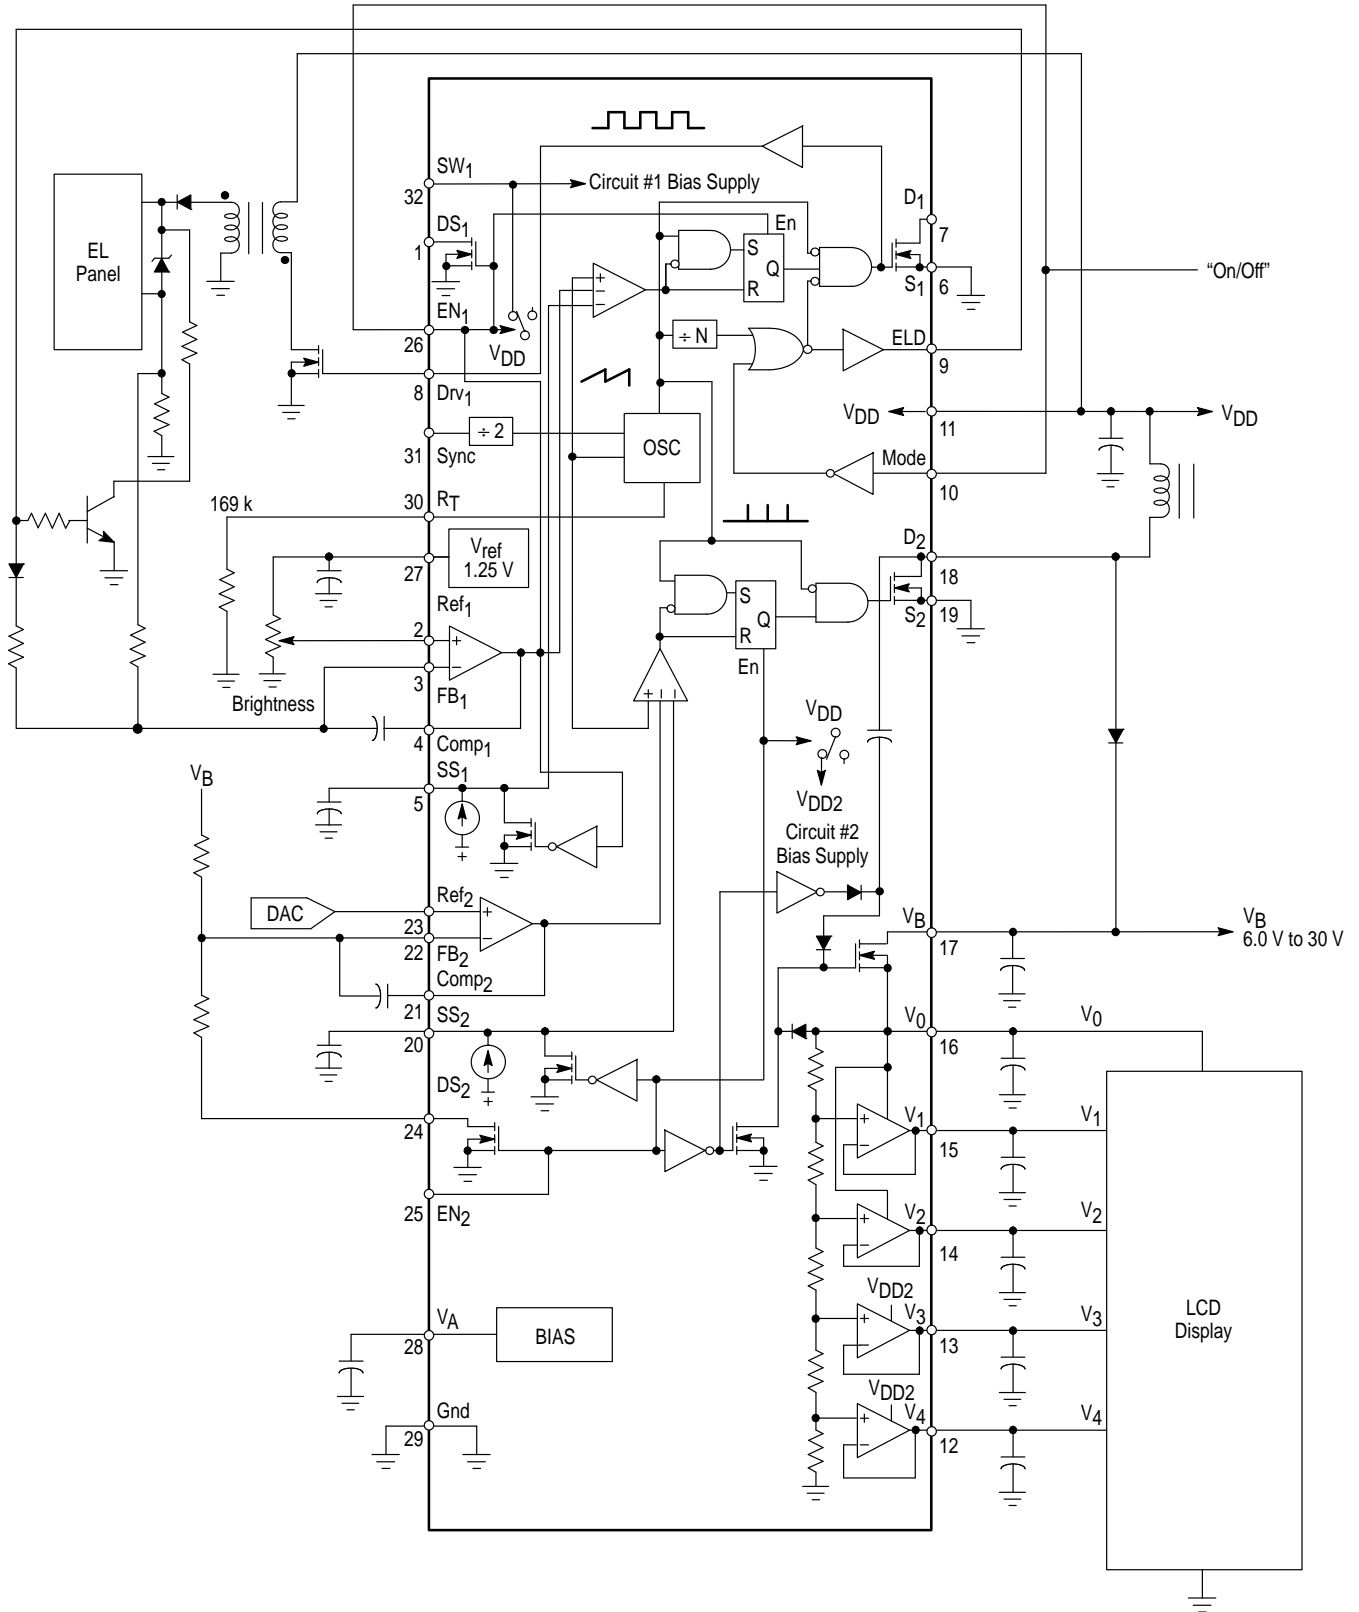 SW1
32
Circuit #1 Bias Supply
D1
7
DS1
1
En
S
Q
R
S1
6
"On/Off"
EL
Panel
EN1
26
VDD
÷ N
ELD
9
8
Drv1
VDD
11
VDD
÷ 2
31
Sync
OSC
Mode
10
169 k
30
RT
Vref
1.25 V
27
Ref1
D2
18
S2
19
S
Q
R
En
2
3
FB1
Brightness
4
Comp1
VDD
VDD2
VB
SS1
5
+
Circuit #2
Bias Supply
DAC
Ref2
23
22
FB2
VB
17
VB
6.0 V to 30 V
Comp2
21
SS2
20
V0
16
V0
DS2
+
24
25
EN2
V1
15
V1
V2
14
V2
VDD2
V3
13
V3
LCD
Display
VA
28
BIAS
VDD2
V4
12
V4
Gnd
29